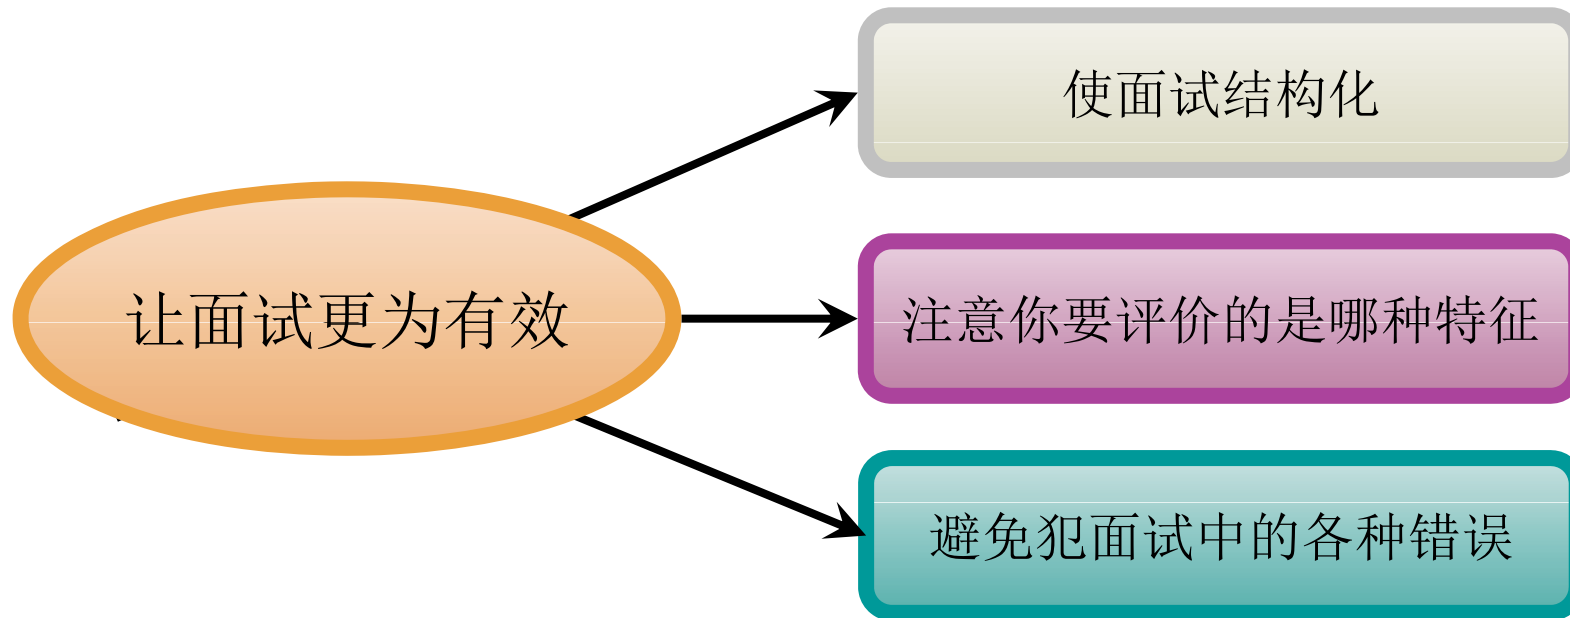 使面试结构化
让面试更为有效
注意你要评价的是哪种特征
避免犯面试中的各种错误